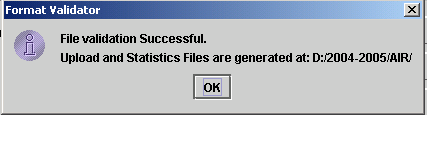 Format Validator
File validation Successful.
Upload and Statistics Files are generated at: D:/2004-2005/AIR/
OK